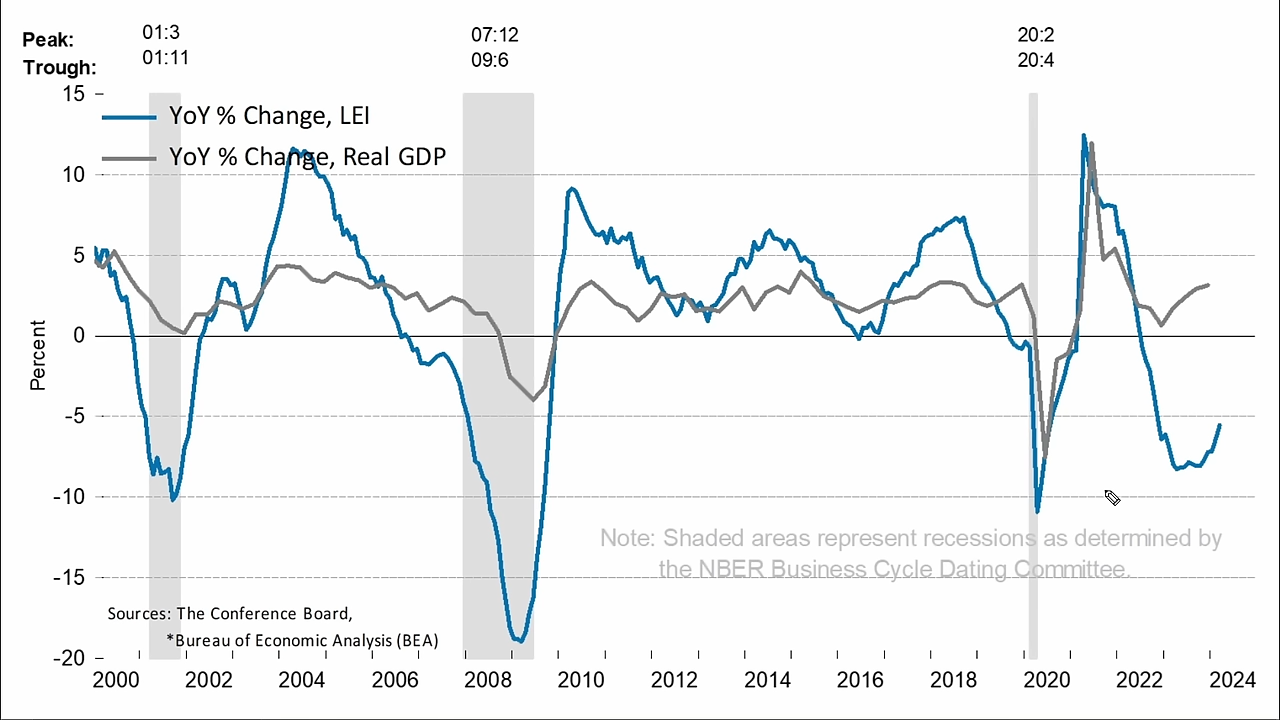 Peak:
01:3
07:12
20:2
Trough:
01:11
09:6
20:4
15
YoY % Change, LEI
YoY % Change, Real GDP
10
5
0
Percent
-5
-10
Note: Shaded areas represent recessions as determined by
the NBER Business Cycle Dating Committee.
-15
Sources: The Conference Board,
*Bureau of Economic Analysis (BEA)
-20
2000 2002 2004 2006 2008 2010 2012 2014 2016 2018 2020 2022 2024